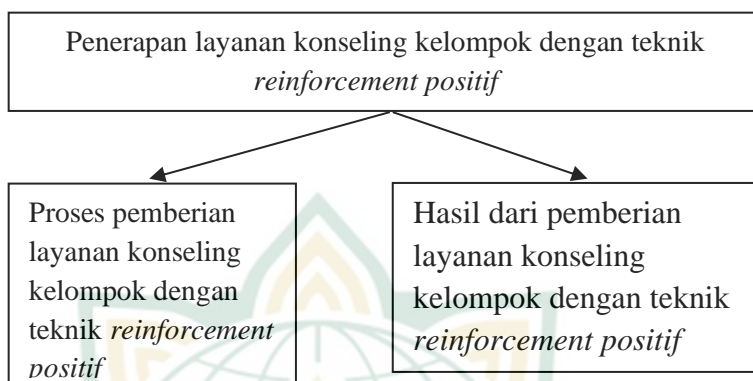 Penerapan layanan konseling kelompok dengan teknik
reinforcement positif
Proses pemberian
layanan konseling
kelompok dengan
teknik reinforcement
positif
Hasil dari pemberian
layanan konseling
kelompok dengan teknik
reinforcement positif